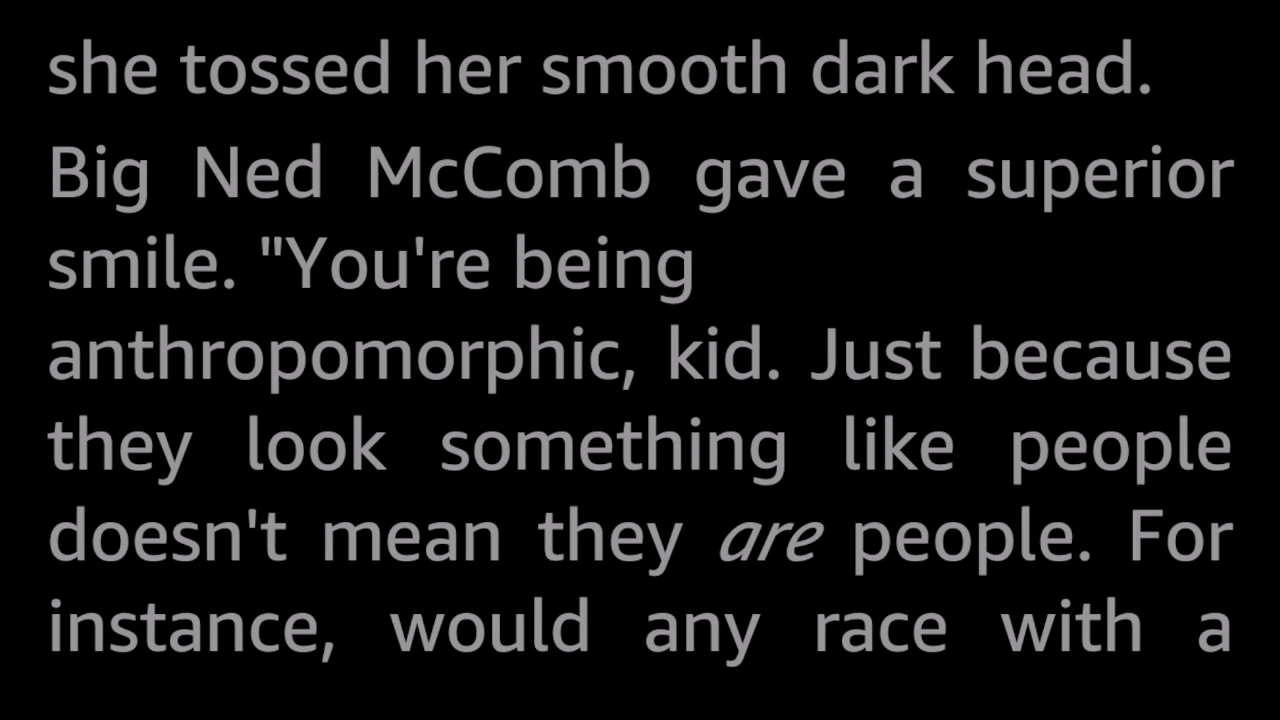 she tossed her smooth dark head.
Big Ned McComb gave a superior
smile. "You're being
anthropomorphic, kid. Just because
they look something like people
doesn't mean they are people. For
instance, would any race with a